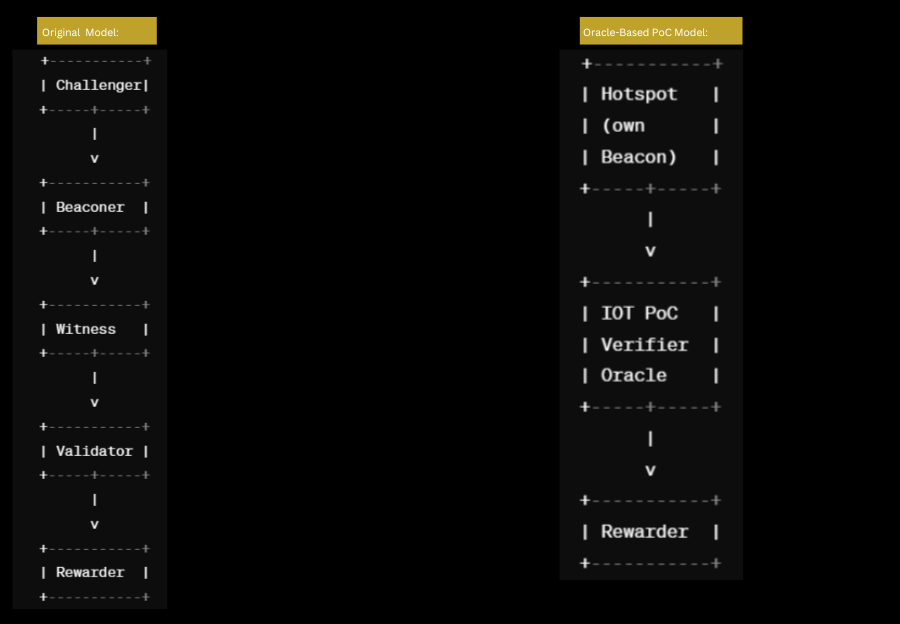 Original Model:
+-----------+
| Challenger|
+-----+-----+
|
v
+-----------+
| Beaconer |
+-----+-----+
|
v
+-----------+
| Witness |
+-----+-----+
|
v
+-----------+
| Validator |
+-----+-----+
|
v
+-----------+
| Rewarder |
+-----------+
Oracle-Based PoC Model:
+-----------+
| Hotspot |
| (own |
| Beacon) |
+-----+-----+
|
v
+-----------+
| IOT PoC |
| Verifier |
| Oracle |
+-----+-----+
|
v
+-----------+
| Rewarder |
+-----------+